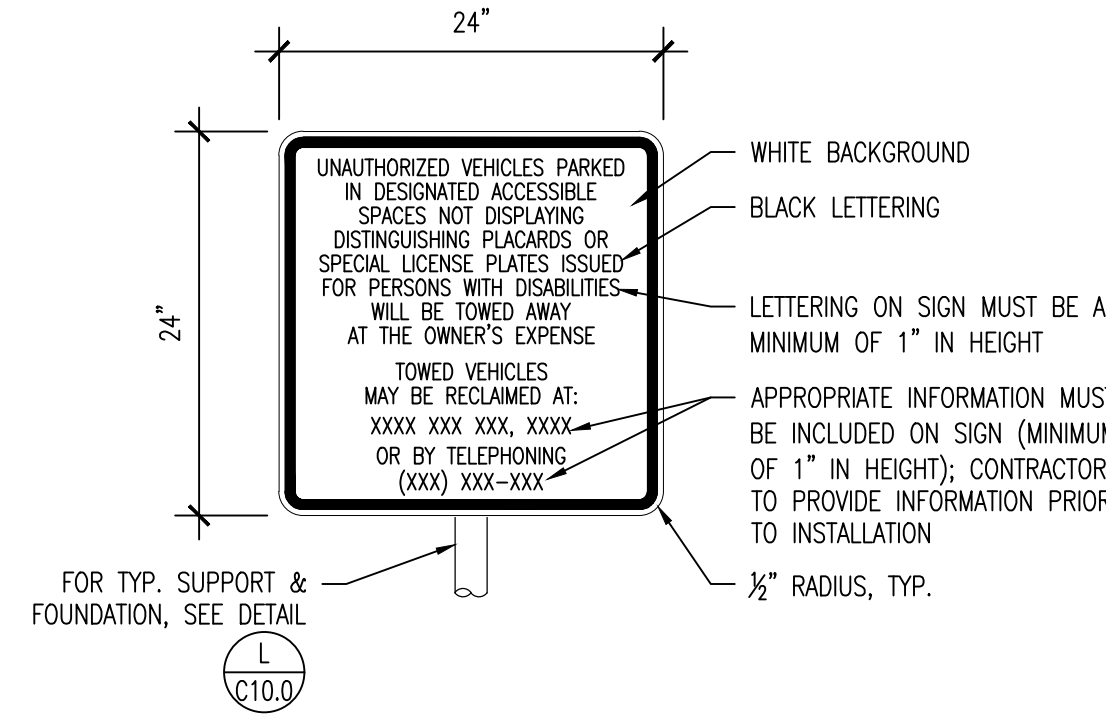 24"
24"
UNAUTHORIZED VEHICLES PARKED
IN DESIGNATED ACCESSIBLE
SPACES NOT DISPLAYING
DISTINGUISHING PLACARDS OR
SPECIAL LICENSE PLATES ISSUED
FOR PERSONS WITH DISABILITIES
WILL BE TOWED AWAY
AT THE OWNER'S EXPENSE
TOWED VEHICLES
MAY BE RECLAIMED AT:
XXXX XXX XXX, XXXX
OR BY TELEPHONING
(XXX) XXX-XXX
WHITE BACKGROUND
BLACK LETTERING
LETTERING ON SIGN MUST BE A
MINIMUM OF 1" IN HEIGHT
APPROPRIATE INFORMATION MUST
BE INCLUDED ON SIGN (MINIMUM
OF 1" IN HEIGHT); CONTRACTOR
TO PROVIDE INFORMATION PRIOR
TO INSTALLATION
½" RADIUS, TYP.
FOR TYP. SUPPORT &
FOUNDATION, SEE DETAIL
L
C10.0